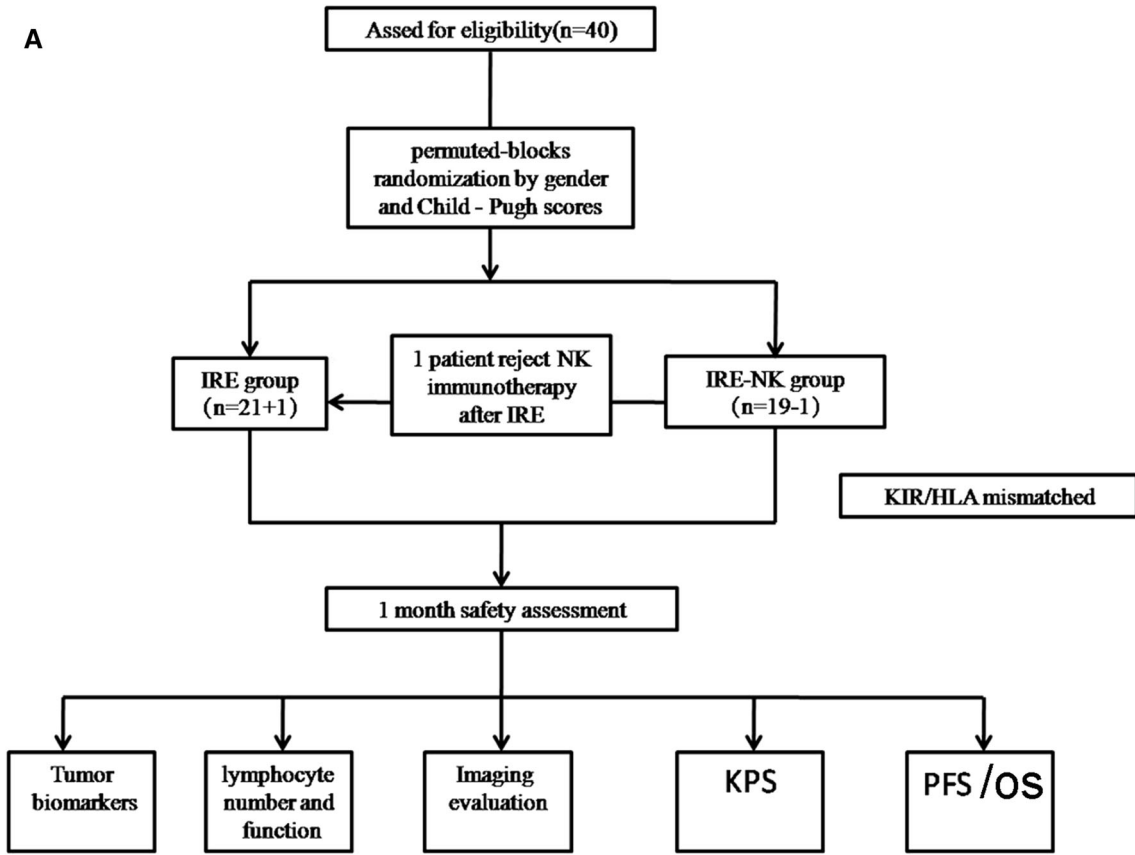 A
Assed for eligibility(n=40)
permuted-blocks
randomization by gender
and Child - Pugh scores
IRE group
(n=21+1)
1 patient reject NK
immunotherapy
after IRE
IRE-NK group
(n=19-1)
KIR/HLA mismatched
1 month safety assessment
Tumor
biomarkers
lymphocyte
number and
function
Imaging
evaluation
KPS
PFS /OS